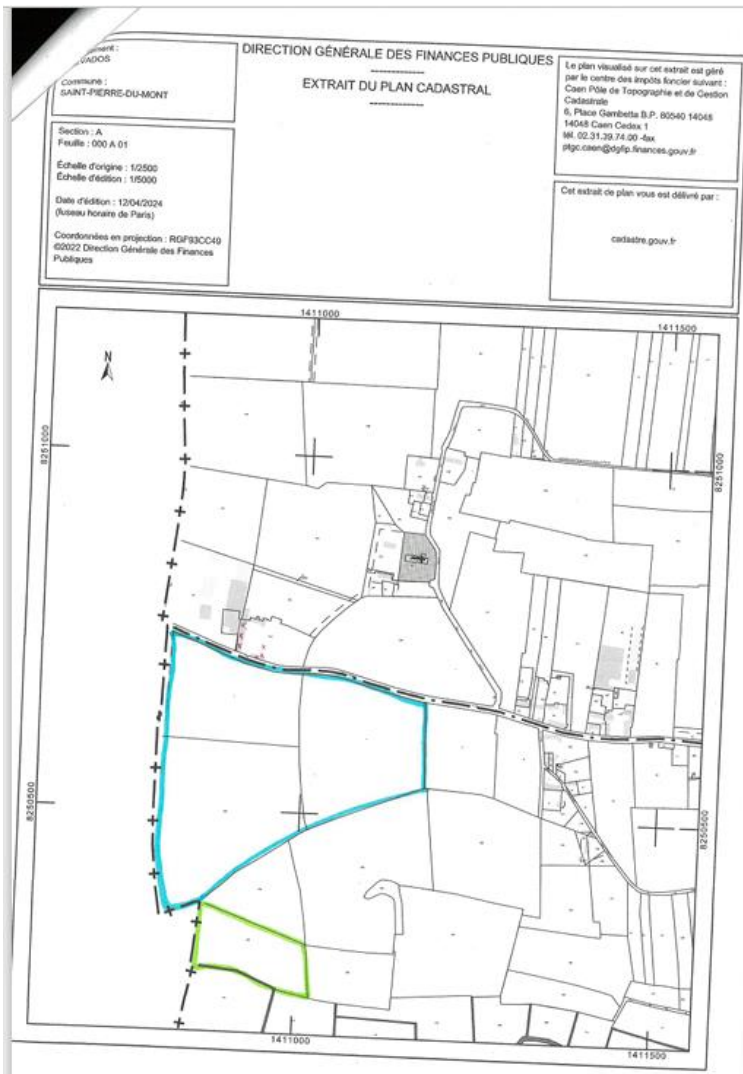 VADOS
Commune :
SAINT-PIERRE-DU-MONT
Section : A
Feuille : 000 A 01
Échelle d'origine : 1/2500
Échelle d'édition : 1/5000
Date d'édition : 12/04/2024
(fuseau horaire de Paris)
Coordonnées en projection : RGF93CC49
©2022 Direction Générale des Finances
Publiques
DIRECTION GÉNÉRALE DES FINANCES PUBLIQUES
-------------
EXTRAIT DU PLAN CADASTRAL
-------------
Le plan visualisé sur cet extrait est géré
par le centre des impôts foncier suivant :
Caen Pôle de Topographie et de Gestion
Cadastrale
6, Place Gambetta B.P. 80540 14048
14048 Caen Cedex 1
tél. 02.31.39.74.00 -fax
ptgc.caen@dgfip.finances.gouv.fr
Cet extrait de plan vous est délivré par :
cadastre.gouv.fr
1411000
1411500
N
8251000
8251000
8250500
8250500
1411000
1411500